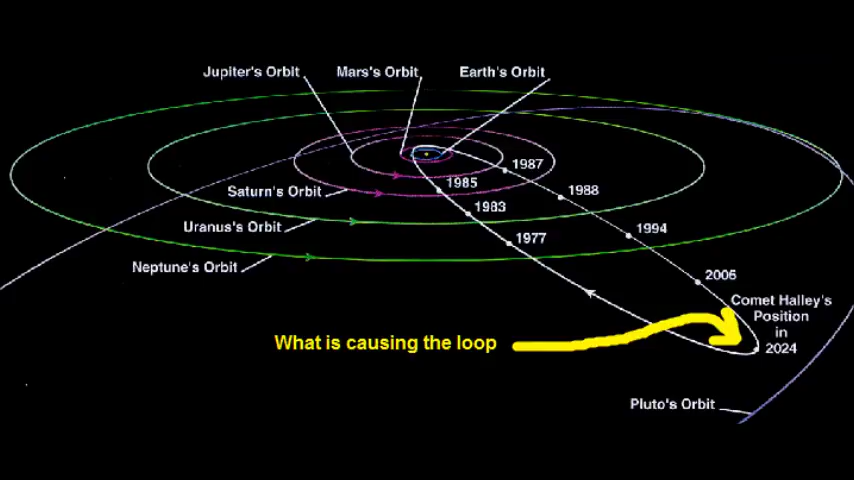 Jupiter's Orbit
Mars's Orbit
Earth's Orbit
1987
1985
Saturn's Orbit
1988
1983
Uranus's Orbit
1994
1977
Neptune's Orbit
2005
Comet Halley's
Position
in
2024
What is causing the loop
Pluto's Orbit